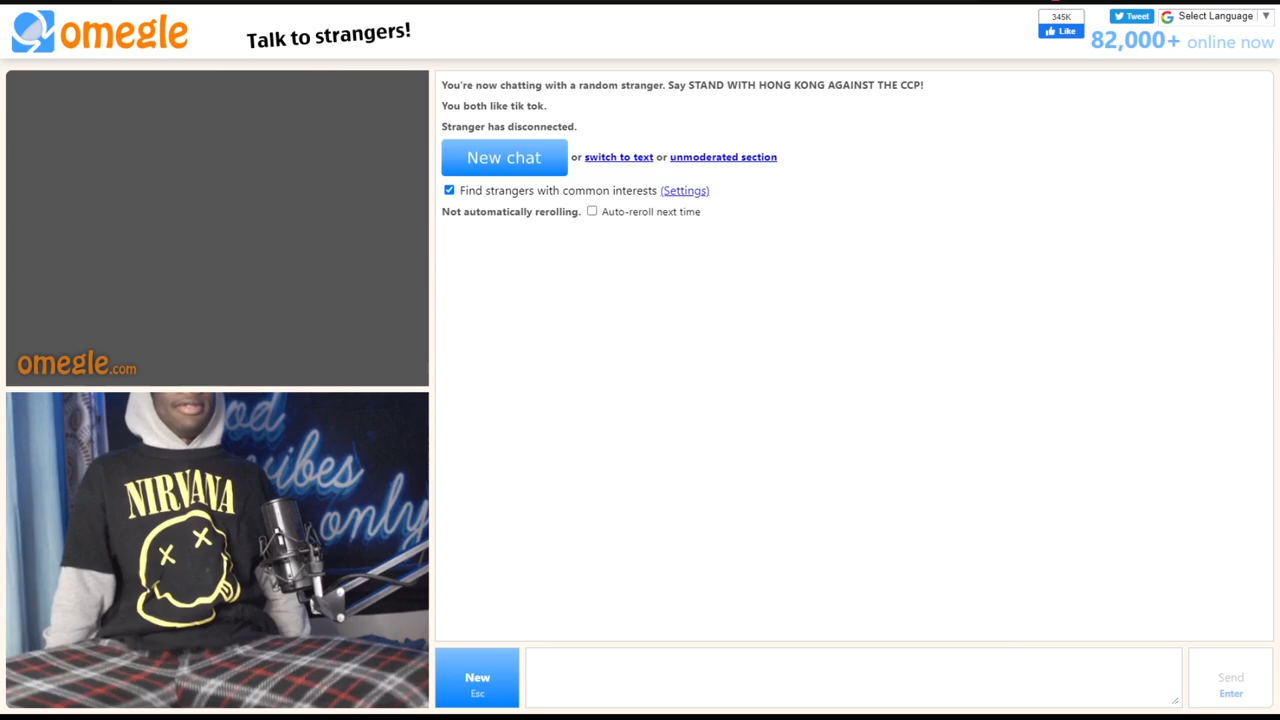 omegle
Talk to strangers!
345K
Like
Tweet
Select Language ▼
82,000+ online now
You're now chatting with a random stranger. Say STAND WITH HONG KONG AGAINST THE CCP!
You both like tik tok.
Stranger has disconnected.
New chat or switch to text or unmoderated section
Find strangers with common interests (Settings)
Not automatically rerolling. Auto-reroll next time
omegle.com
NIRVANA
vibes
only
New
Esc
Send
Enter